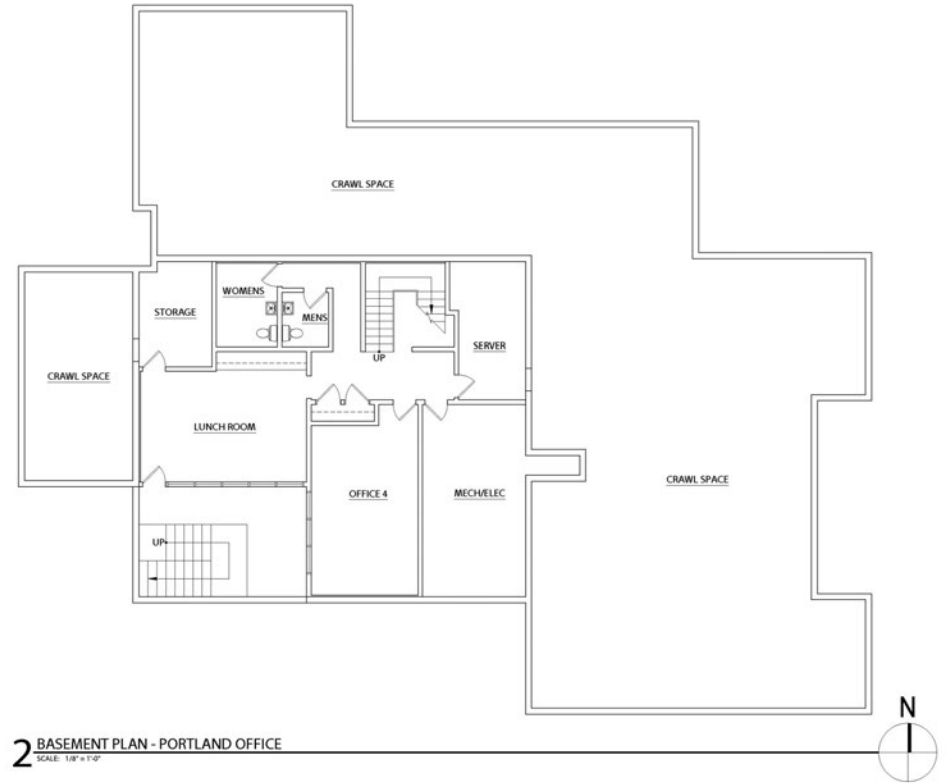 CRAWL SPACE
WOMENS
STORAGE
MENS
SERVER
UP
CRAWL SPACE
LUNCH ROOM
CRAWL SPACE
OFFICE 4
MECH/ELEC
UP
N
2
BASEMENT PLAN - PORTLAND OFFICE
SCALE: 1/8" = 1'-0"